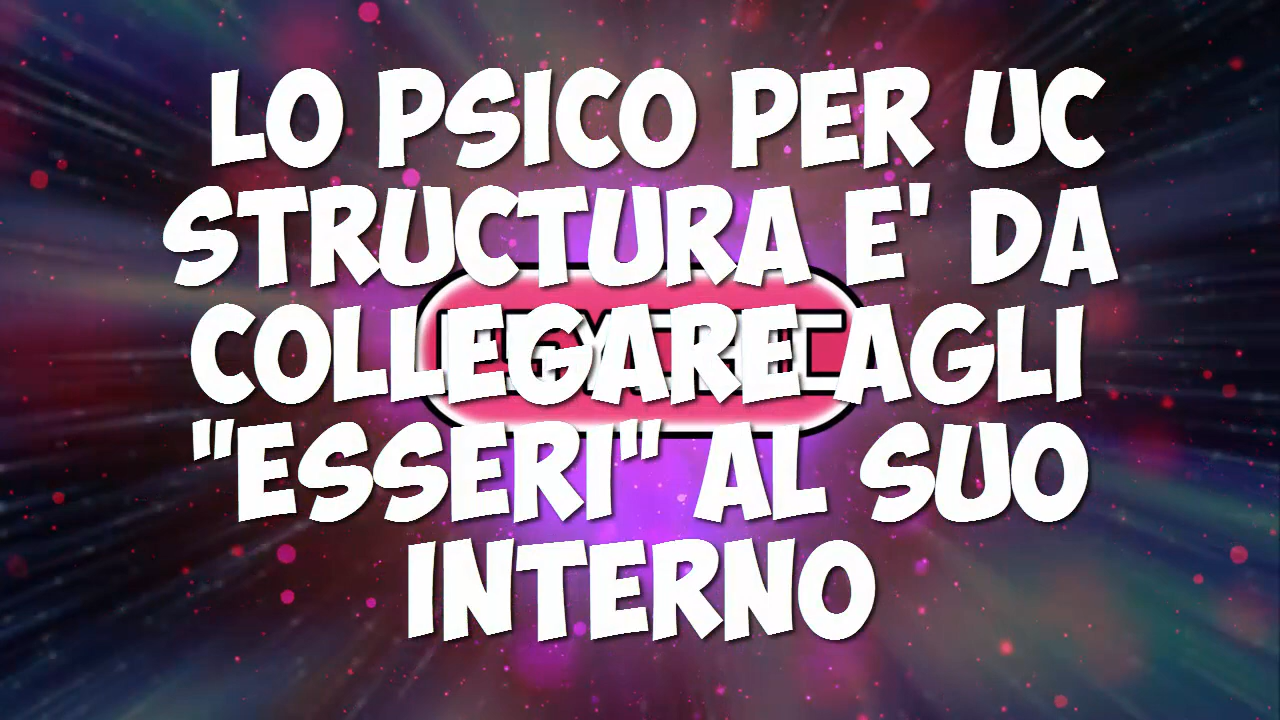 LO PSICO PER UC
STRUCTURA E' DA
COLLEGARE AGLI
"ESSERI" AL SUO
INTERNO